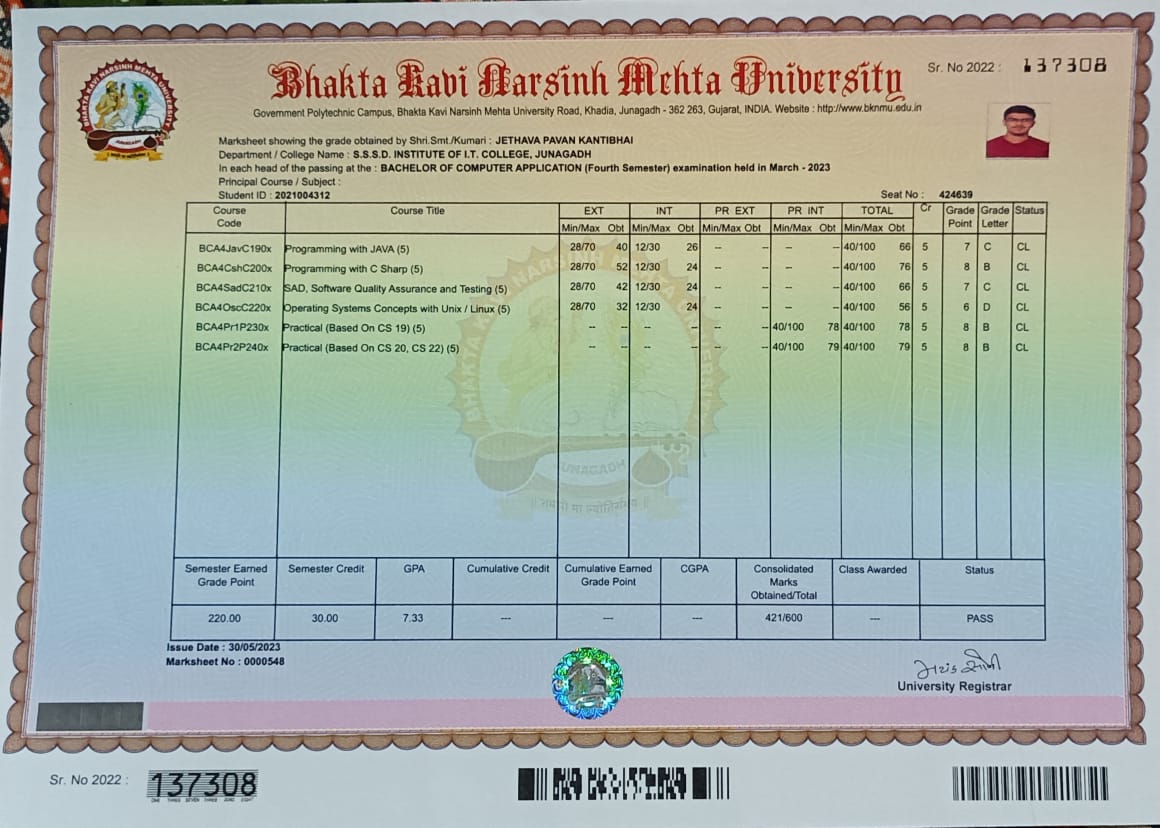 Bhakta Kavi Narsinh Mehta University
Sr. No 2022 : 137308
Government Polytechnic Campus, Bhakta Kavi Narsinh Mehta University Road, Khadia, Junagadh - 362 263, Gujarat, INDIA. Website : http://www.bknmu.edu.in
BHAKTA KAVI NARSINH MEHTA UNIVERSITY
JUNAGADH
Marksheet showing the grade obtained by Shri.Smt./Kumari : JETHAVA PAVAN KANTIBHAI
Department / College Name : S.S.S.D. INSTITUTE OF I.T. COLLEGE, JUNAGADH
In each head of the passing at the : BACHELOR OF COMPUTER APPLICATION (Fourth Semester) examination held in March - 2023
Principal Course / Subject :
Student ID : 2021004312 Seat No : 424639
Course Code Course Title EXT INT PR EXT PR INT TOTAL Cr Grade Point Grade Letter Status
Min/Max Obt Min/Max Obt Min/Max Obt Min/Max Obt Min/Max Obt
BCA4JavC190x Programming with JAVA (5) 28/70 40 12/30 26 -- -- -- -- 40/100 66 5 7 C CL
BCA4CshC200x Programming with C Sharp (5) 28/70 52 12/30 24 -- -- -- -- 40/100 76 5 8 B CL
BCA4SadC210x SAD, Software Quality Assurance and Testing (5) 28/70 42 12/30 24 -- -- -- -- 40/100 66 5 7 C CL
BCA4OscC220x Operating Systems Concepts with Unix / Linux (5) 28/70 32 12/30 24 -- -- -- -- 40/100 56 5 6 D CL
BCA4Pr1P230x Practical (Based On CS 19) (5) -- -- -- -- -- -- 40/100 78 40/100 78 5 8 B CL
BCA4Pr2P240x Practical (Based On CS 20, CS 22) (5) -- -- -- -- -- -- 40/100 79 40/100 79 5 8 B CL
BHAKTA KAVI NARSINH MEHTA UNIVERSITY
JUNAGADH
Semester Earned Grade Point Semester Credit GPA Cumulative Credit Cumulative Earned Grade Point CGPA Consolidated Marks Obtained/Total Class Awarded Status
220.00 30.00 7.33 --- --- --- 421/600 --- PASS
Issue Date : 30/05/2023
Marksheet No : 0000548
University Registrar
Sr. No 2022 : 137308
ONE THREE SEVEN THREE ZERO EIGHT